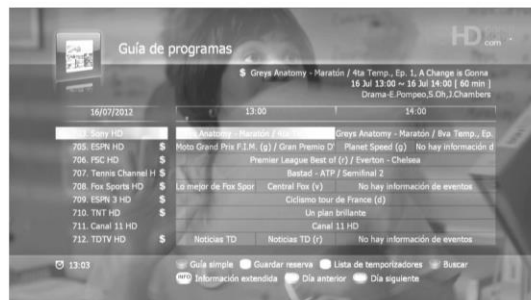 HD
.com
Guía de programas
$ Greys Anatomy - Maratón / 4ta Temp., Ep. 1, A Change is Gonna
16 Jul 13:00 ~ 16 Jul 14:00 [ 60 min ]
Drama-E.Pompeo,S.Oh,J.Chambers
16/07/2012 13:00 14:00
Sony HD $ Anatomy - Maratón / Greys Anatomy - Maratón / 8va Temp., Ep.
705. ESPN HD $ Moto Grand Prix F.I.M. (g) / Gran Premio D' Planet Speed (g) No hay información d
706. FSC HD $ Premier League Best of (r) / Everton - Chelsea
707. Tennis Channel H $ Bastad - ATP / Semifinal 2
708. Fox Sports HD $ Lo mejor de Fox Spor Central Fox (v) No hay información de eventos
709. ESPN 3 HD $ Ciclismo tour de France (d)
710. TNT HD $ Un plan brillante
711. Canal 11 HD Canal 11 HD
712. TDTV HD $ Noticias TD Noticias TD (r) No hay información de eventos
13:03 Guía simple Guardar reserva Lista de temporizadores Buscar
INFO Información extendida Día anterior Día siguiente